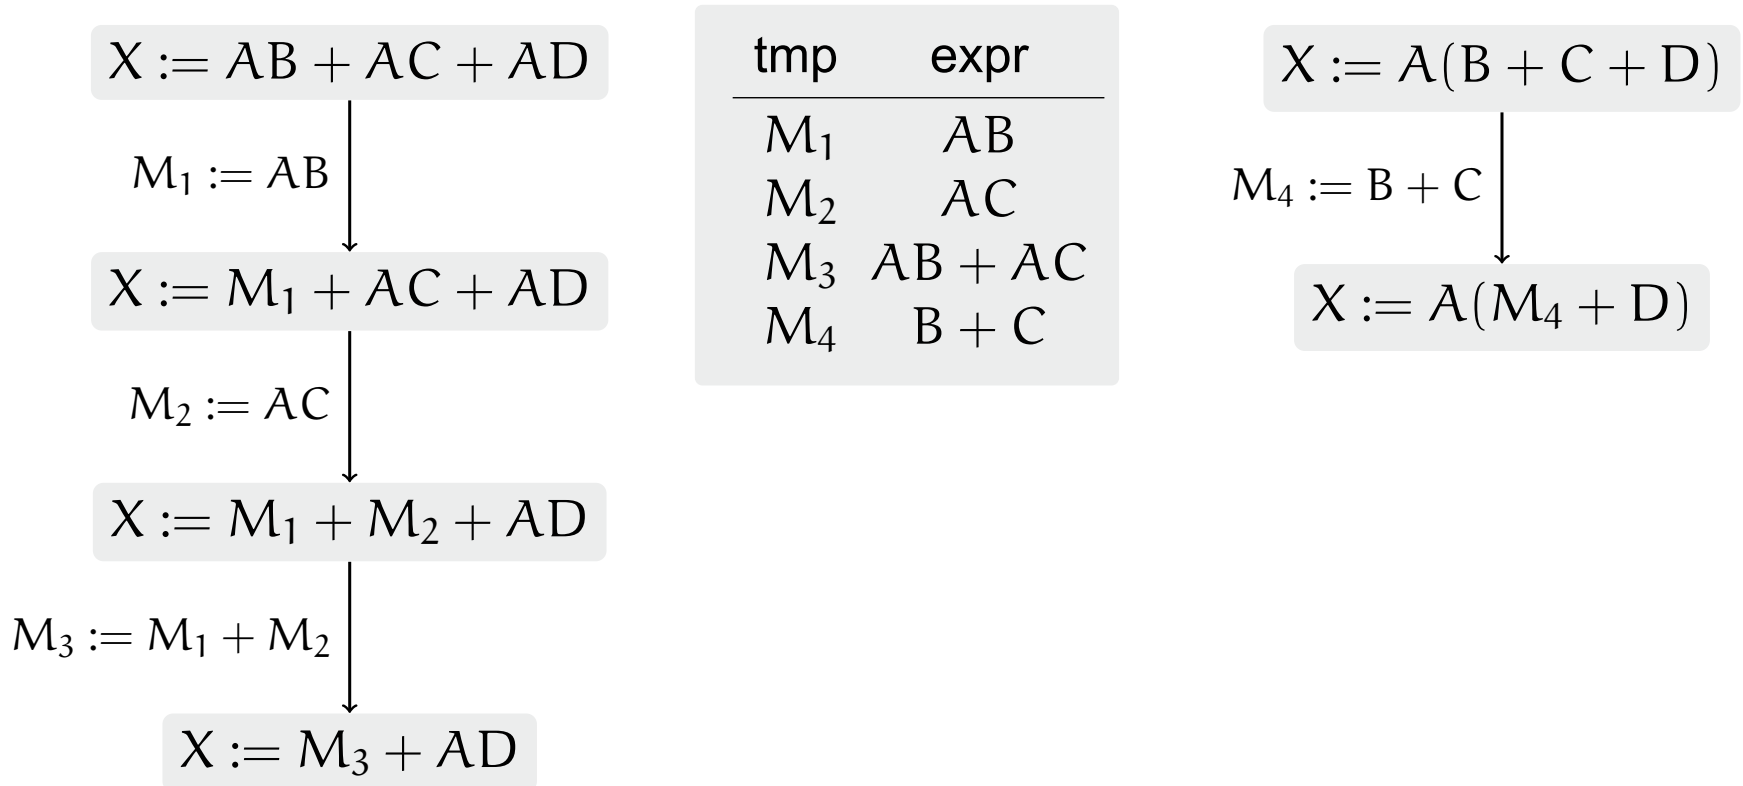 X := AB + AC + AD
M₁ := AB
X := M₁ + AC + AD
M₂ := AC
X := M₁ + M₂ + AD
M₃ := M₁ + M₂
X := M₃ + AD
tmp expr
M₁ AB
M₂ AC
M₃ AB + AC
M₄ B + C
X := A(B + C + D)
M₄ := B + C
X := A(M₄ + D)